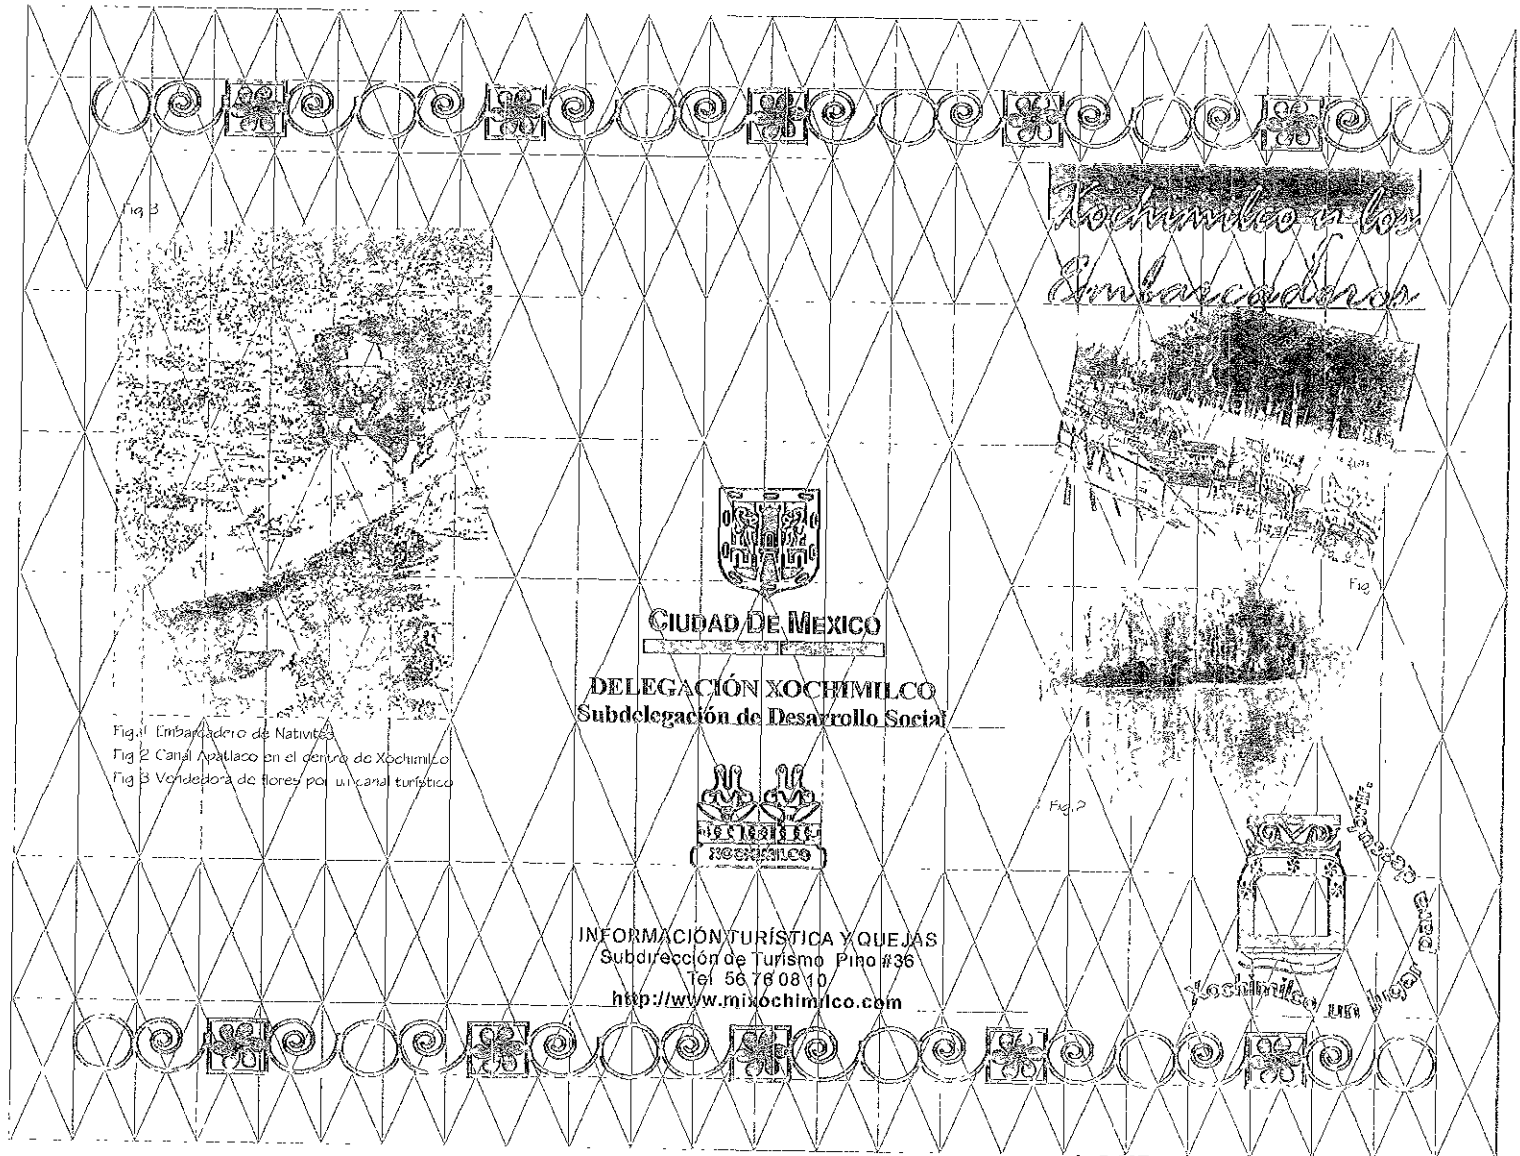 Fig 3
Fig.1 Embarcadero de Nativitas
Fig 2 Canal Apatlaco en el centro de Xochimilco
Fig 3 Vendedora de flores por un canal turístico
CIUDAD DE MEXICO
DELEGACIÓN XOCHIMILCO
Subdelegación de Desarrollo Social
XOCHIMILCO
INFORMACIÓN TURÍSTICA Y QUEJAS
Subdirección de Turismo Pino #36
Tel 56 76 08 10
http://www.mixochimilco.com
Xochimilco y los
Embarcaderos
Fig
Fig.2
Xochimilco un lugar para